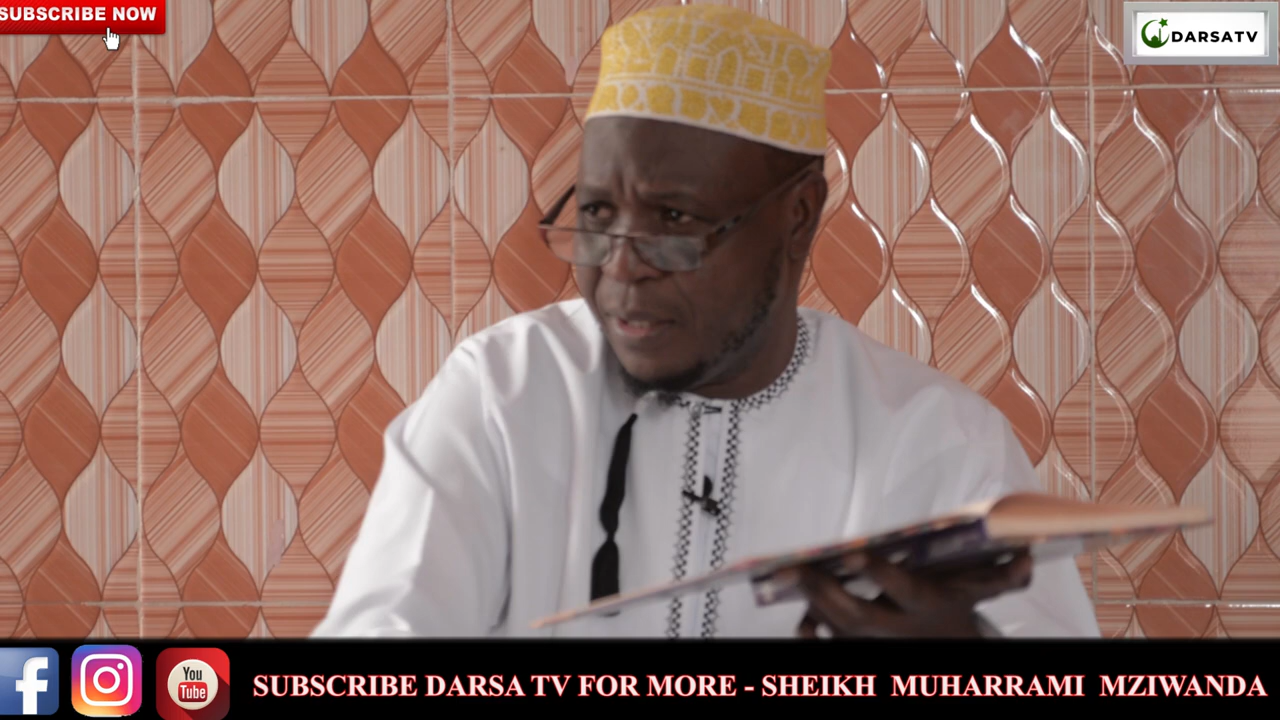 SUBSCRIBE NOW
DARSATV
You
Tube
SUBSCRIBE DARSA TV FOR MORE - SHEIKH MUHARRAMI MZIWANDA